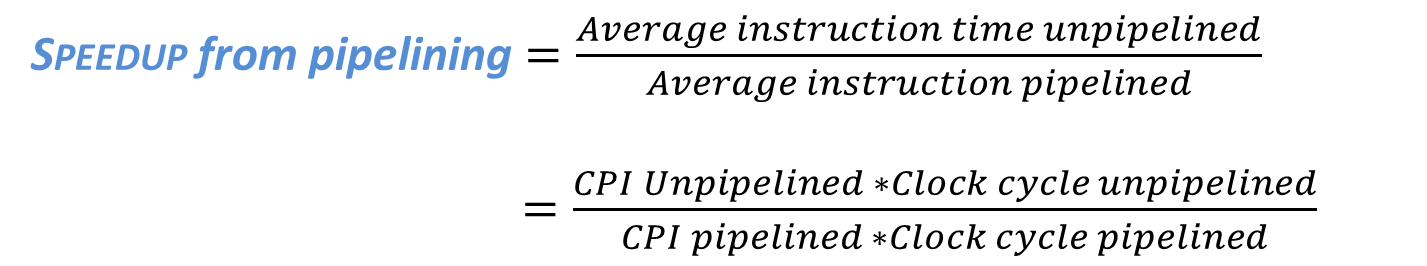 SPEEDUP from pipelining = Average instruction time unpipelined / Average instruction pipelined
= CPI Unpipelined ∗Clock cycle unpipelined / CPI pipelined ∗Clock cycle pipelined